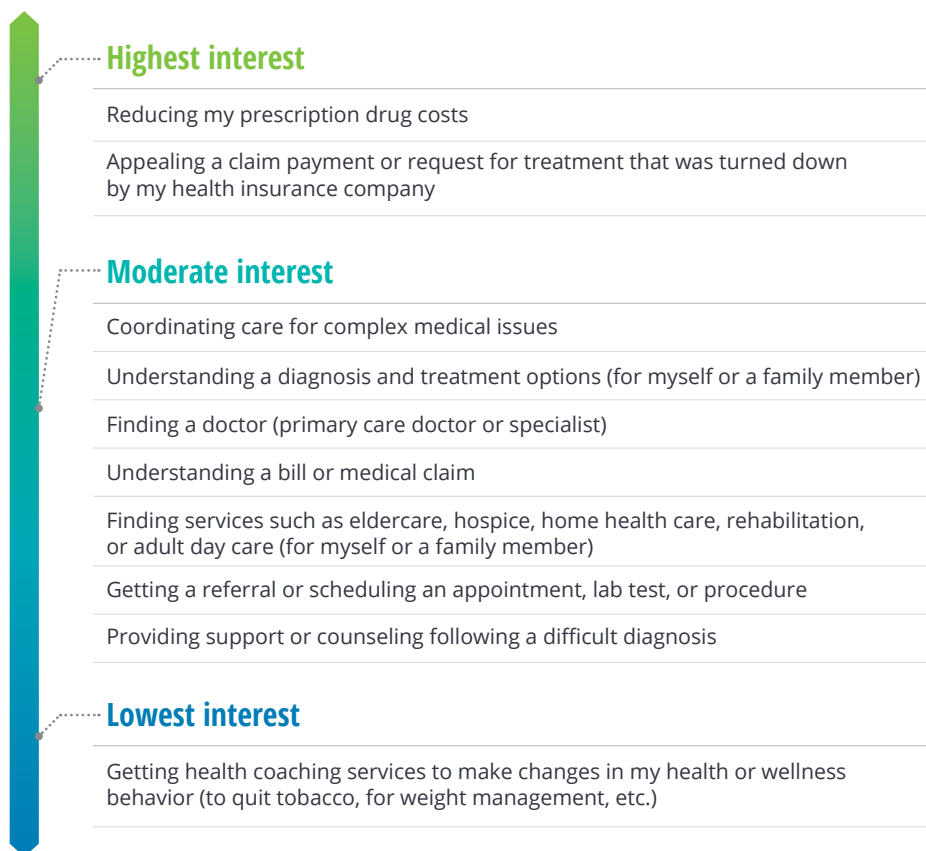 Highest interest
Reducing my prescription drug costs
Appealing a claim payment or request for treatment that was turned down
by my health insurance company
Moderate interest
Coordinating care for complex medical issues
Understanding a diagnosis and treatment options (for myself or a family member)
Finding a doctor (primary care doctor or specialist)
Understanding a bill or medical claim
Finding services such as eldercare, hospice, home health care, rehabilitation,
or adult day care (for myself or a family member)
Getting a referral or scheduling an appointment, lab test, or procedure
Providing support or counseling following a difficult diagnosis
Lowest interest
Getting health coaching services to make changes in my health or wellness
behavior (to quit tobacco, for weight management, etc.)